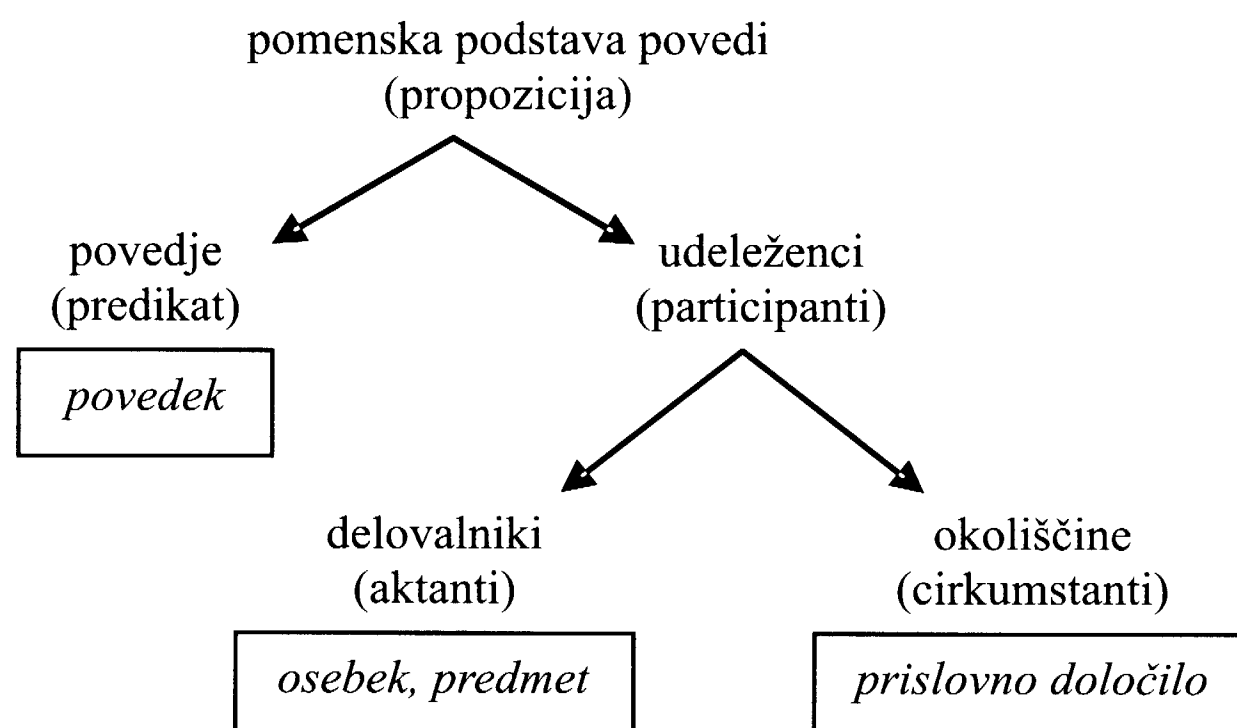 pomenska podstava povedi
(propozicija)
povedje
(predikat)
povedek
udeleženci
(participanti)
delovalniki
(aktanti)
osebek, predmet
okoliščine
(cirkumstanti)
prislovno določilo